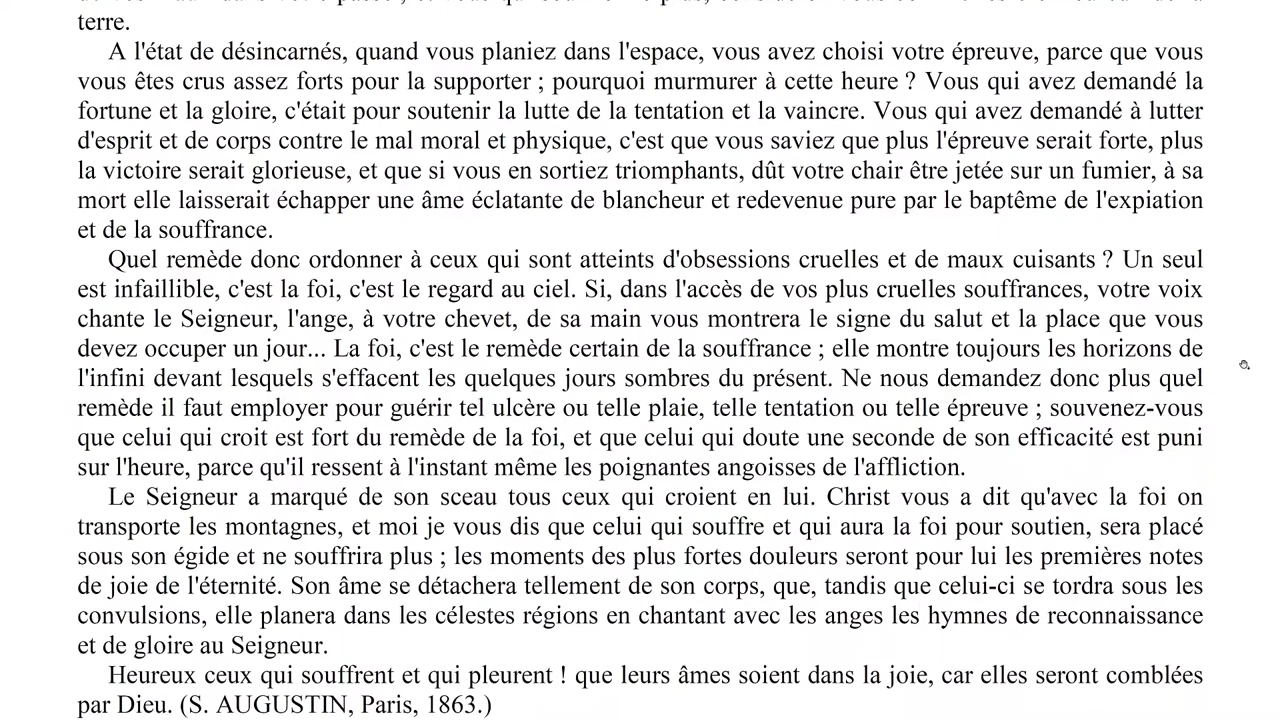 terre.
A l'état de désincarnés, quand vous planiez dans l'espace, vous avez choisi votre épreuve, parce que vous
vous êtes crus assez forts pour la supporter ; pourquoi murmurer à cette heure ? Vous qui avez demandé la
fortune et la gloire, c'était pour soutenir la lutte de la tentation et la vaincre. Vous qui avez demandé à lutter
d'esprit et de corps contre le mal moral et physique, c'est que vous saviez que plus l'épreuve serait forte, plus
la victoire serait glorieuse, et que si vous en sortiez triomphants, dût votre chair être jetée sur un fumier, à sa
mort elle laisserait échapper une âme éclatante de blancheur et redevenue pure par le baptême de l'expiation
et de la souffrance.
Quel remède donc ordonner à ceux qui sont atteints d'obsessions cruelles et de maux cuisants ? Un seul
est infaillible, c'est la foi, c'est le regard au ciel. Si, dans l'accès de vos plus cruelles souffrances, votre voix
chante le Seigneur, l'ange, à votre chevet, de sa main vous montrera le signe du salut et la place que vous
devez occuper un jour... La foi, c'est le remède certain de la souffrance ; elle montre toujours les horizons de
l'infini devant lesquels s'effacent les quelques jours sombres du présent. Ne nous demandez donc plus quel
remède il faut employer pour guérir tel ulcère ou telle plaie, telle tentation ou telle épreuve ; souvenez-vous
que celui qui croit est fort du remède de la foi, et que celui qui doute une seconde de son efficacité est puni
sur l'heure, parce qu'il ressent à l'instant même les poignantes angoisses de l'affliction.
Le Seigneur a marqué de son sceau tous ceux qui croient en lui. Christ vous a dit qu'avec la foi on
transporte les montagnes, et moi je vous dis que celui qui souffre et qui aura la foi pour soutien, sera placé
sous son égide et ne souffrira plus ; les moments des plus fortes douleurs seront pour lui les premières notes
de joie de l'éternité. Son âme se détachera tellement de son corps, que, tandis que celui-ci se tordra sous les
convulsions, elle planera dans les célestes régions en chantant avec les anges les hymnes de reconnaissance
et de gloire au Seigneur.
Heureux ceux qui souffrent et qui pleurent ! que leurs âmes soient dans la joie, car elles seront comblées
par Dieu. (S. AUGUSTIN, Paris, 1863.)